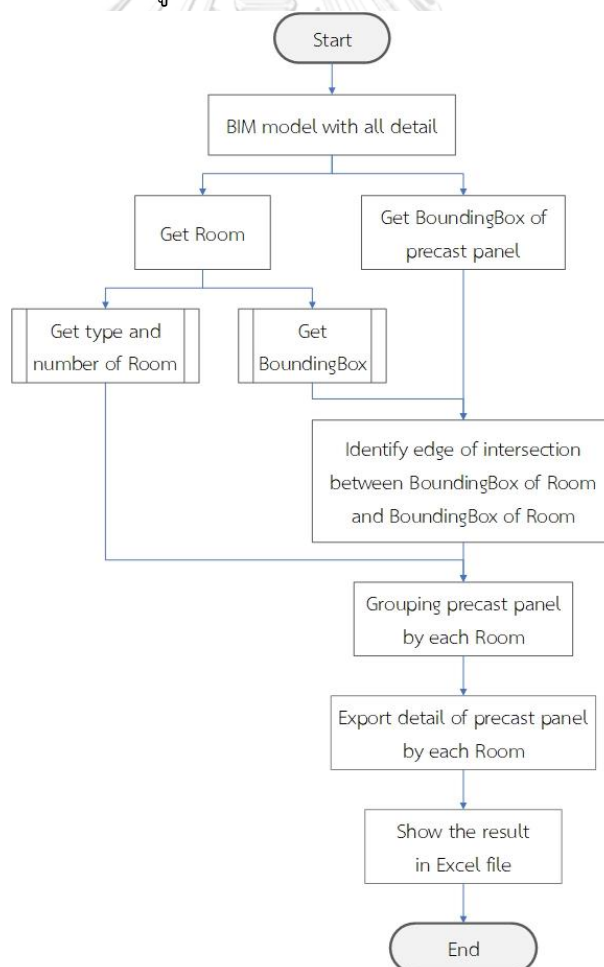 Start
BIM model with all detail
Get Room
Get BoundingBox of
precast panel
Get type and
number of Room
Get
BoundingBox
Identify edge of intersection
between BoundingBox of Room
and BoundingBox of Room
Grouping precast panel
by each Room
Export detail of precast panel
by each Room
Show the result
in Excel file
End